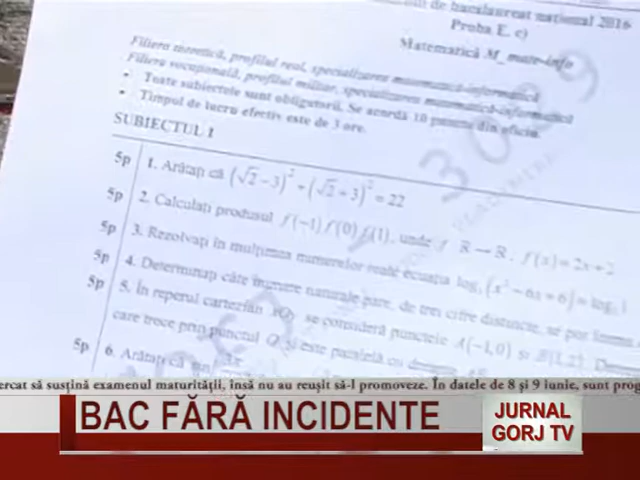 de bacalaureat național 2016
Proba E. c)
Matematică M_mate-info
Filiera teoretică, profilul real, specializarea matematică-informatică
Filiera vocațională, profilul militar, specializarea matematică-informatică
• Toate subiectele sunt obligatorii. Se acordă 10 puncte din oficiu.
• Timpul de lucru efectiv este de 3 ore.
SUBIECTUL I
5p 1. Arătați că (√2−3)² + (√2+3)² = 22
5p 2. Calculați produsul f(−1) f(0) f(1), unde f R→R, f(x)=2x+2
5p 3. Rezolvați în mulțimea numerelor reale ecuația
5p 4. Determinați câte numere naturale pare, de trei cifre distincte, se pot
5p 5. În reperul cartezian xOy se consideră punctele A(−1,0) și B(1,2).
care trece prin punctul O și este paralelă cu
5p 6. Arătați că
ercat să susțină examenul maturității, însă nu au reușit să-l promoveze. În datele de 8 și 9 iunie, sunt prog
BAC FĂRĂ INCIDENTE
JURNAL
GORJ TV